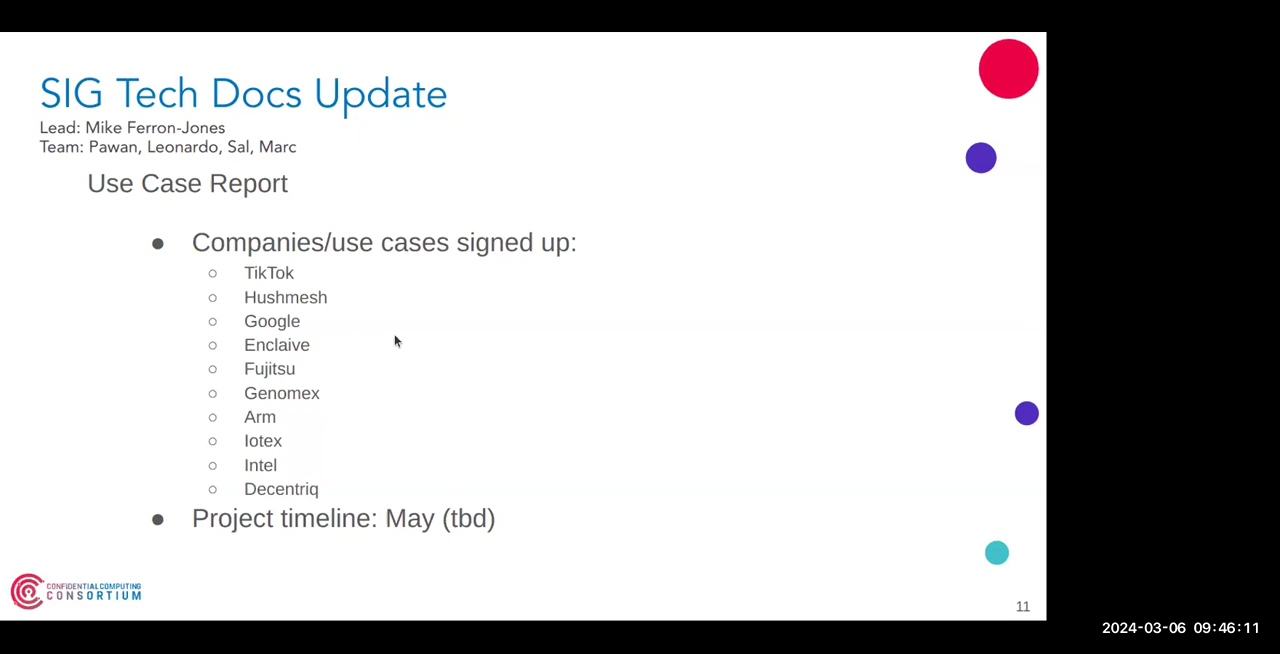 SIG Tech Docs Update
Lead: Mike Ferron-Jones
Team: Pawan, Leonardo, Sal, Marc
Use Case Report
● Companies/use cases signed up:
○ TikTok
○ Hushmesh
○ Google
○ Enclaive
○ Fujitsu
○ Genomex
○ Arm
○ Iotex
○ Intel
○ Decentriq
● Project timeline: May (tbd)
CONFIDENTIAL COMPUTING
CONSORTIUM
11
2024-03-06 09:46:11